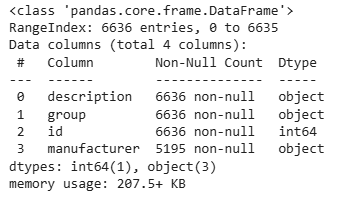 <class 'pandas.core.frame.DataFrame'>
RangeIndex: 6636 entries, 0 to 6635
Data columns (total 4 columns):
 #   Column        Non-Null Count  Dtype
---  ------        --------------  -----
 0   description   6636 non-null   object
 1   group         6636 non-null   object
 2   id            6636 non-null   int64
 3   manufacturer  5195 non-null   object
dtypes: int64(1), object(3)
memory usage: 207.5+ KB